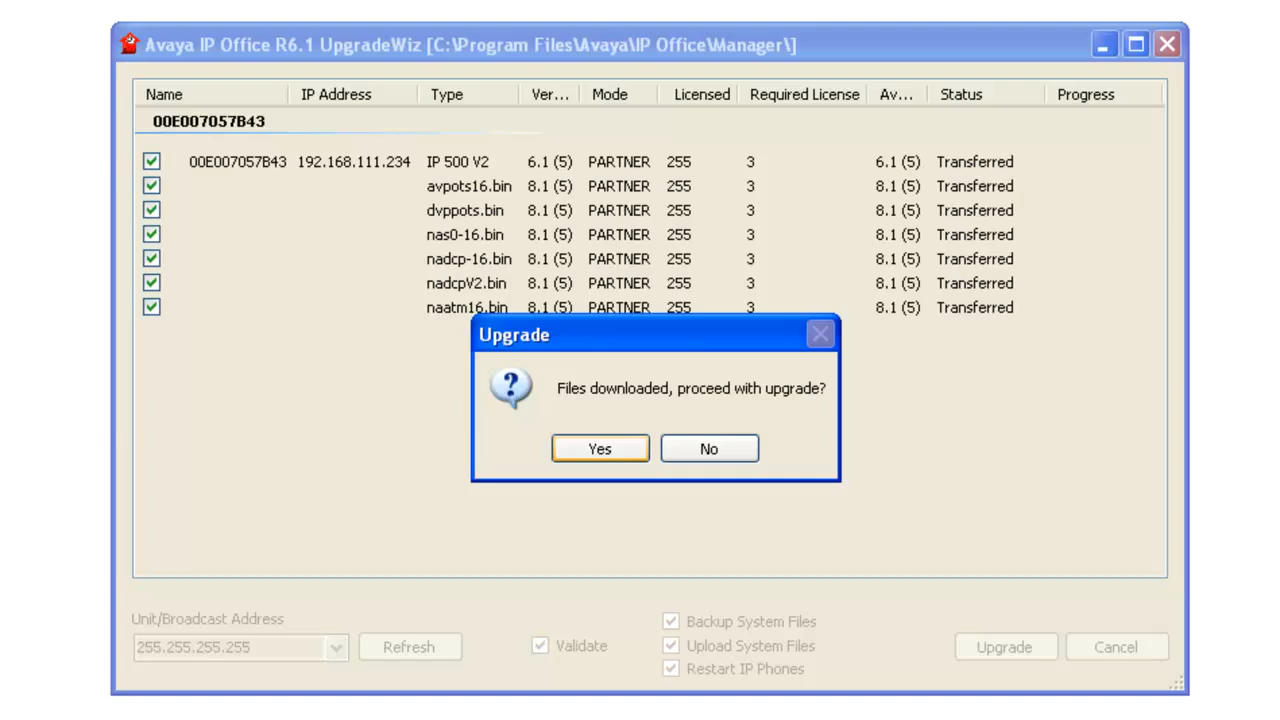 Avaya IP Office R6.1 UpgradeWiz [C:\Program Files\Avaya\IP Office\Manager\]
Name IP Address Type Ver... Mode Licensed Required License Av... Status Progress
00E007057B43
00E007057B43 192.168.111.234 IP 500 V2 6.1 (5) PARTNER 255 3 6.1 (5) Transferred
avpots16.bin 8.1 (5) PARTNER 255 3 8.1 (5) Transferred
dvppots.bin 8.1 (5) PARTNER 255 3 8.1 (5) Transferred
nas0-16.bin 8.1 (5) PARTNER 255 3 8.1 (5) Transferred
nadcp-16.bin 8.1 (5) PARTNER 255 3 8.1 (5) Transferred
nadcpV2.bin 8.1 (5) PARTNER 255 3 8.1 (5) Transferred
naatm16.bin 8.1 (5) PARTNER 255 3 8.1 (5) Transferred
Upgrade
Files downloaded, proceed with upgrade?
Yes No
Unit/Broadcast Address
255.255.255.255 Refresh Validate
Backup System Files
Upload System Files
Restart IP Phones
Upgrade Cancel